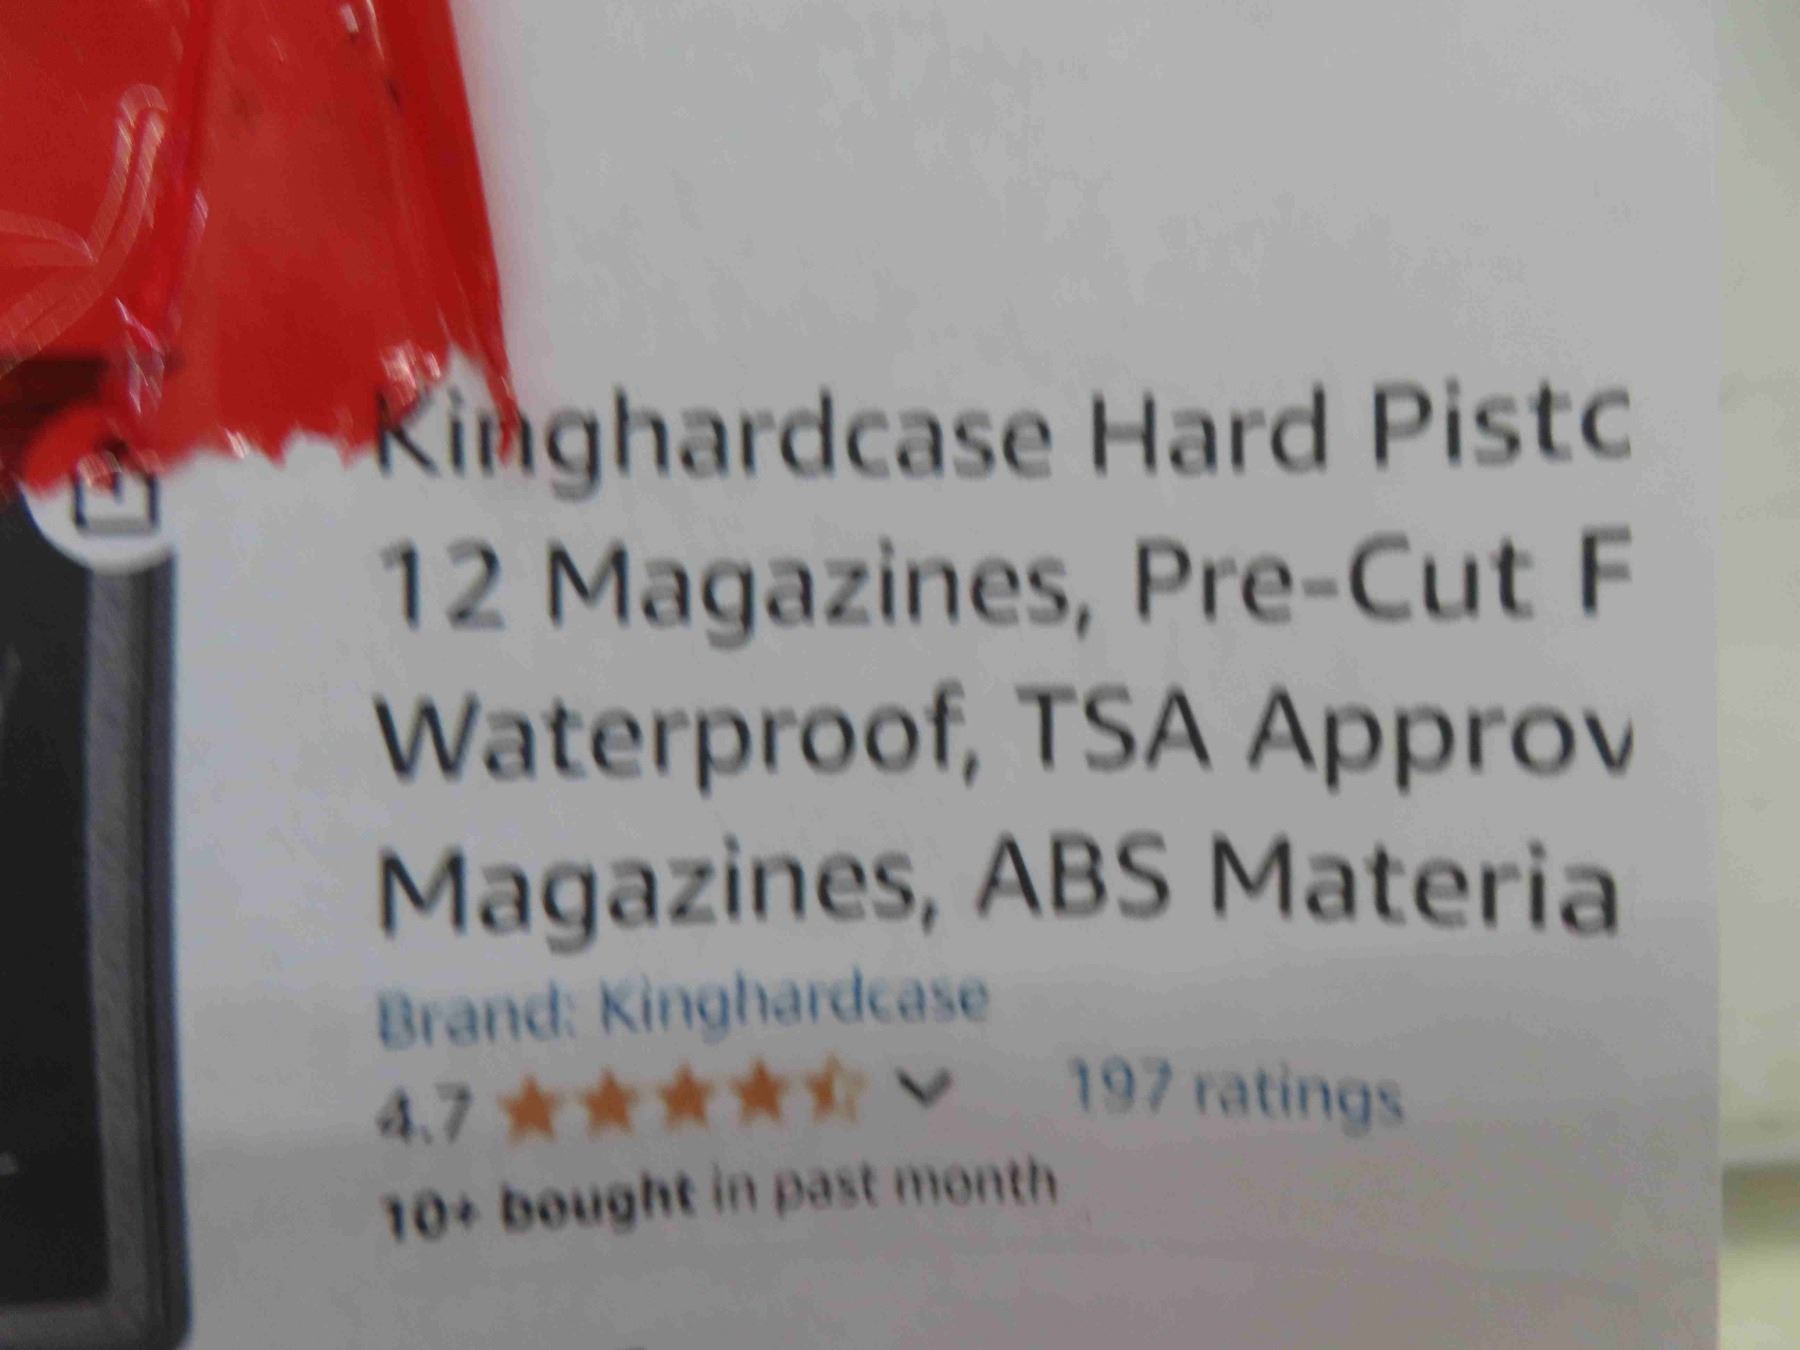 Kinghardcase Hard Pisto
12 Magazines, Pre-Cut F
Waterproof, TSA Approv
Magazines, ABS Materia
Brand: Kinghardcase
4.7 197 ratings
10+ bought in past month